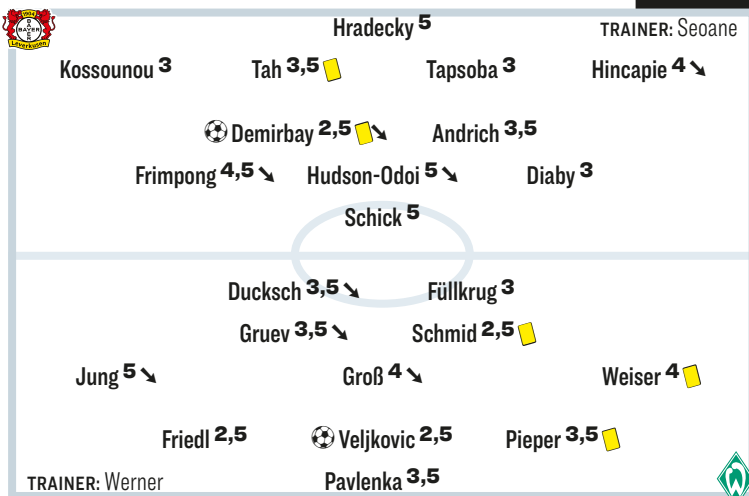 1904
BAYER
Leverkusen
Hradecky 5
TRAINER: Seoane
Kossounou 3 Tah 3,5 Tapsoba 3 Hincapie 4
Demirbay 2,5 Andrich 3,5
Frimpong 4,5 Hudson-Odoi 5 Diaby 3
Schick 5
Ducksch 3,5 Füllkrug 3
Gruev 3,5 Schmid 2,5
Jung 5 Groß 4 Weiser 4
Friedl 2,5 Veljkovic 2,5 Pieper 3,5
TRAINER: Werner Pavlenka 3,5